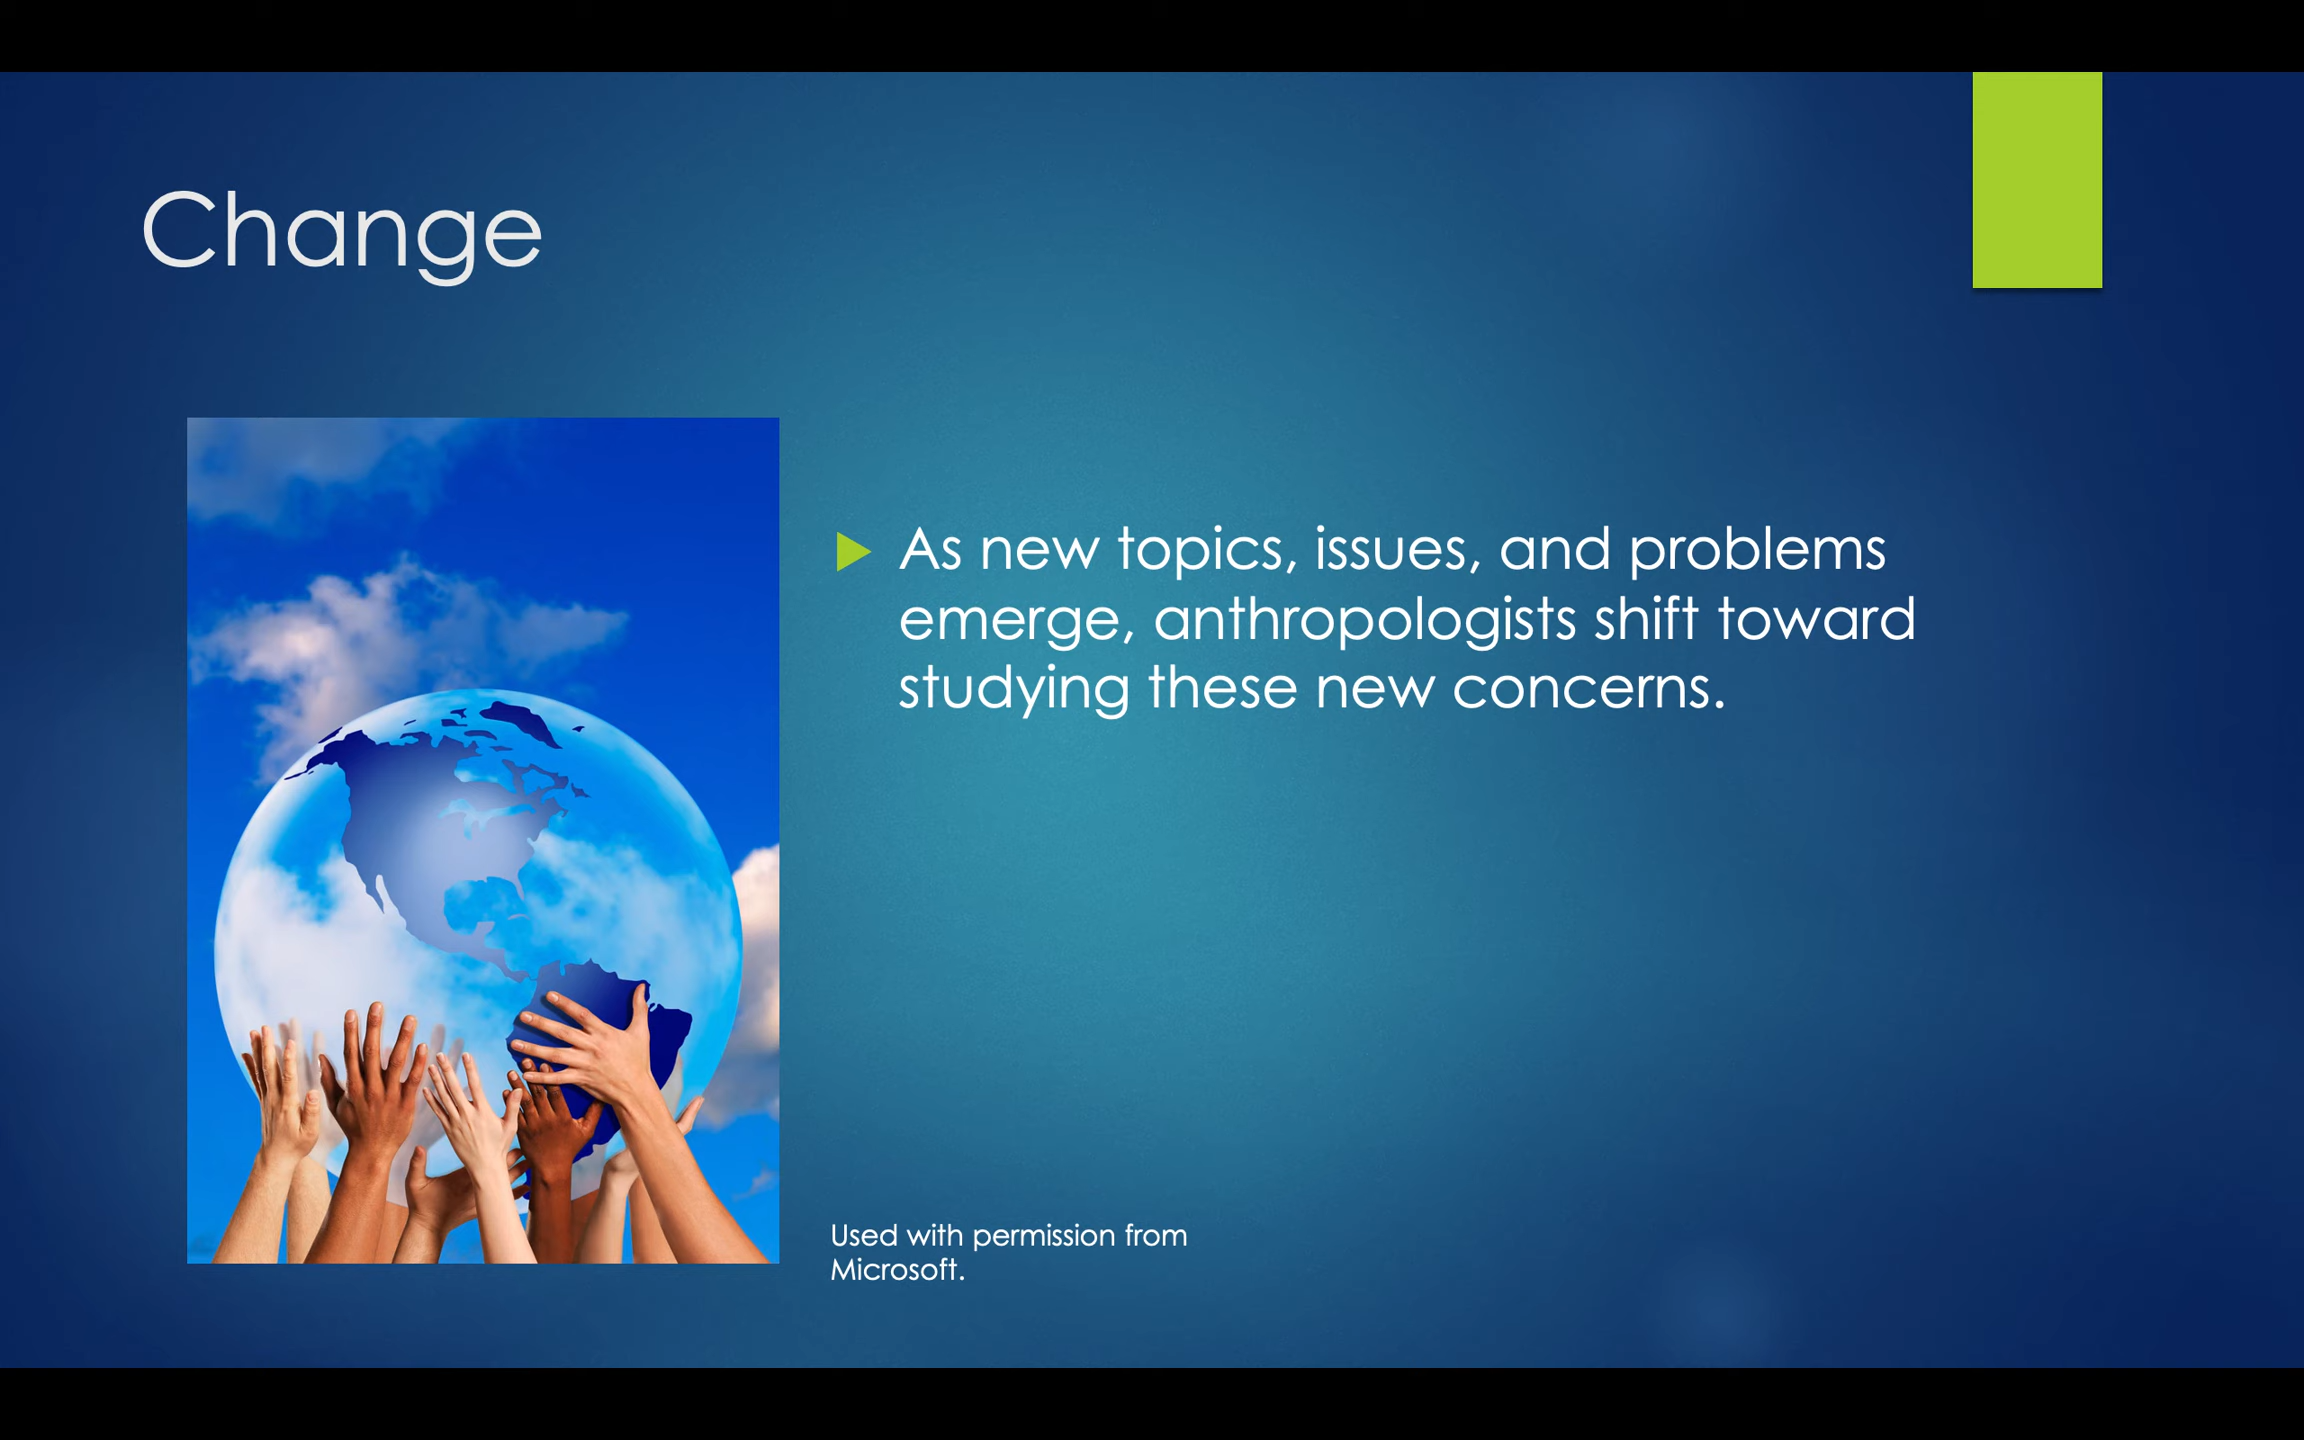 Change
As new topics, issues, and problems
emerge, anthropologists shift toward
studying these new concerns.
Used with permission from
Microsoft.